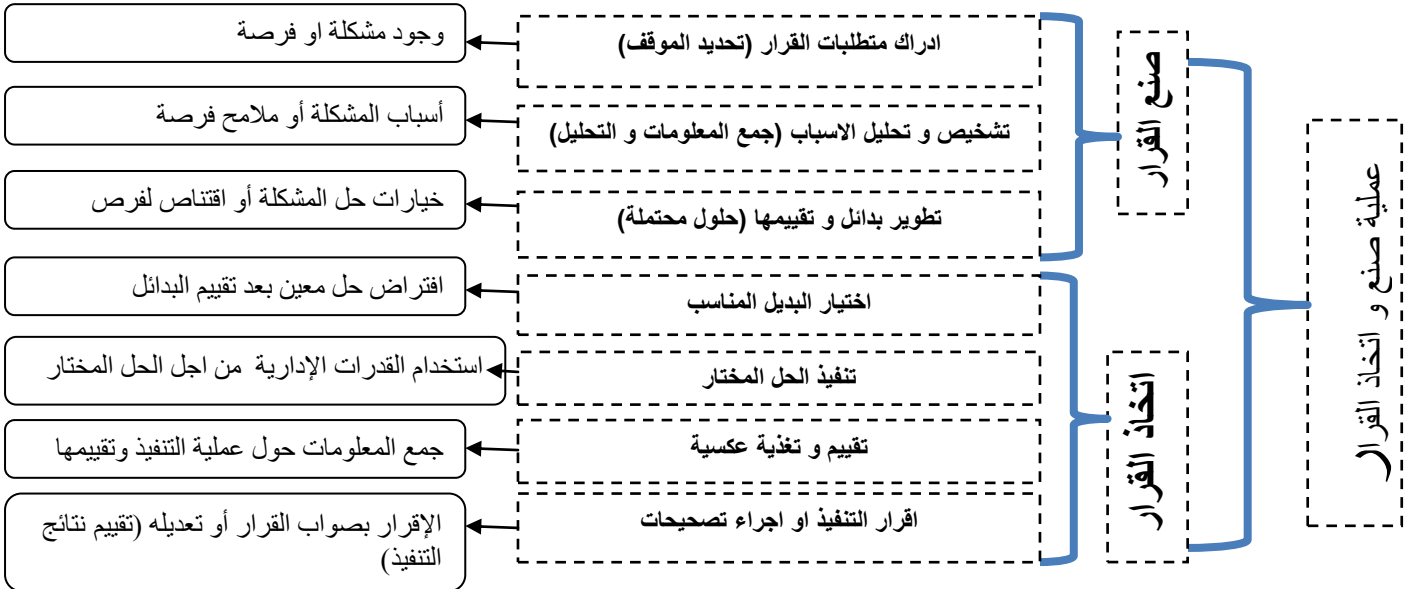 عملية صنع و اتخاذ القرار
صنع القرار
ادراك متطلبات القرار (تحديد الموقف)
وجود مشكلة او فرصة
تشخيص و تحليل الاسباب (جمع المعلومات و التحليل)
أسباب المشكلة أو ملامح فرصة
تطوير بدائل و تقييمها (حلول محتملة)
خيارات حل المشكلة أو اقتناص لفرص
اتخاذ القرار
اختيار البديل المناسب
افتراض حل معين بعد تقييم البدائل
تنفيذ الحل المختار
استخدام القدرات الإدارية من اجل الحل المختار
تقييم و تغذية عكسية
جمع المعلومات حول عملية التنفيذ وتقييمها
اقرار التنفيذ او اجراء تصحيحات
الإقرار بصواب القرار أو تعديله (تقييم نتائج
التنفيذ)